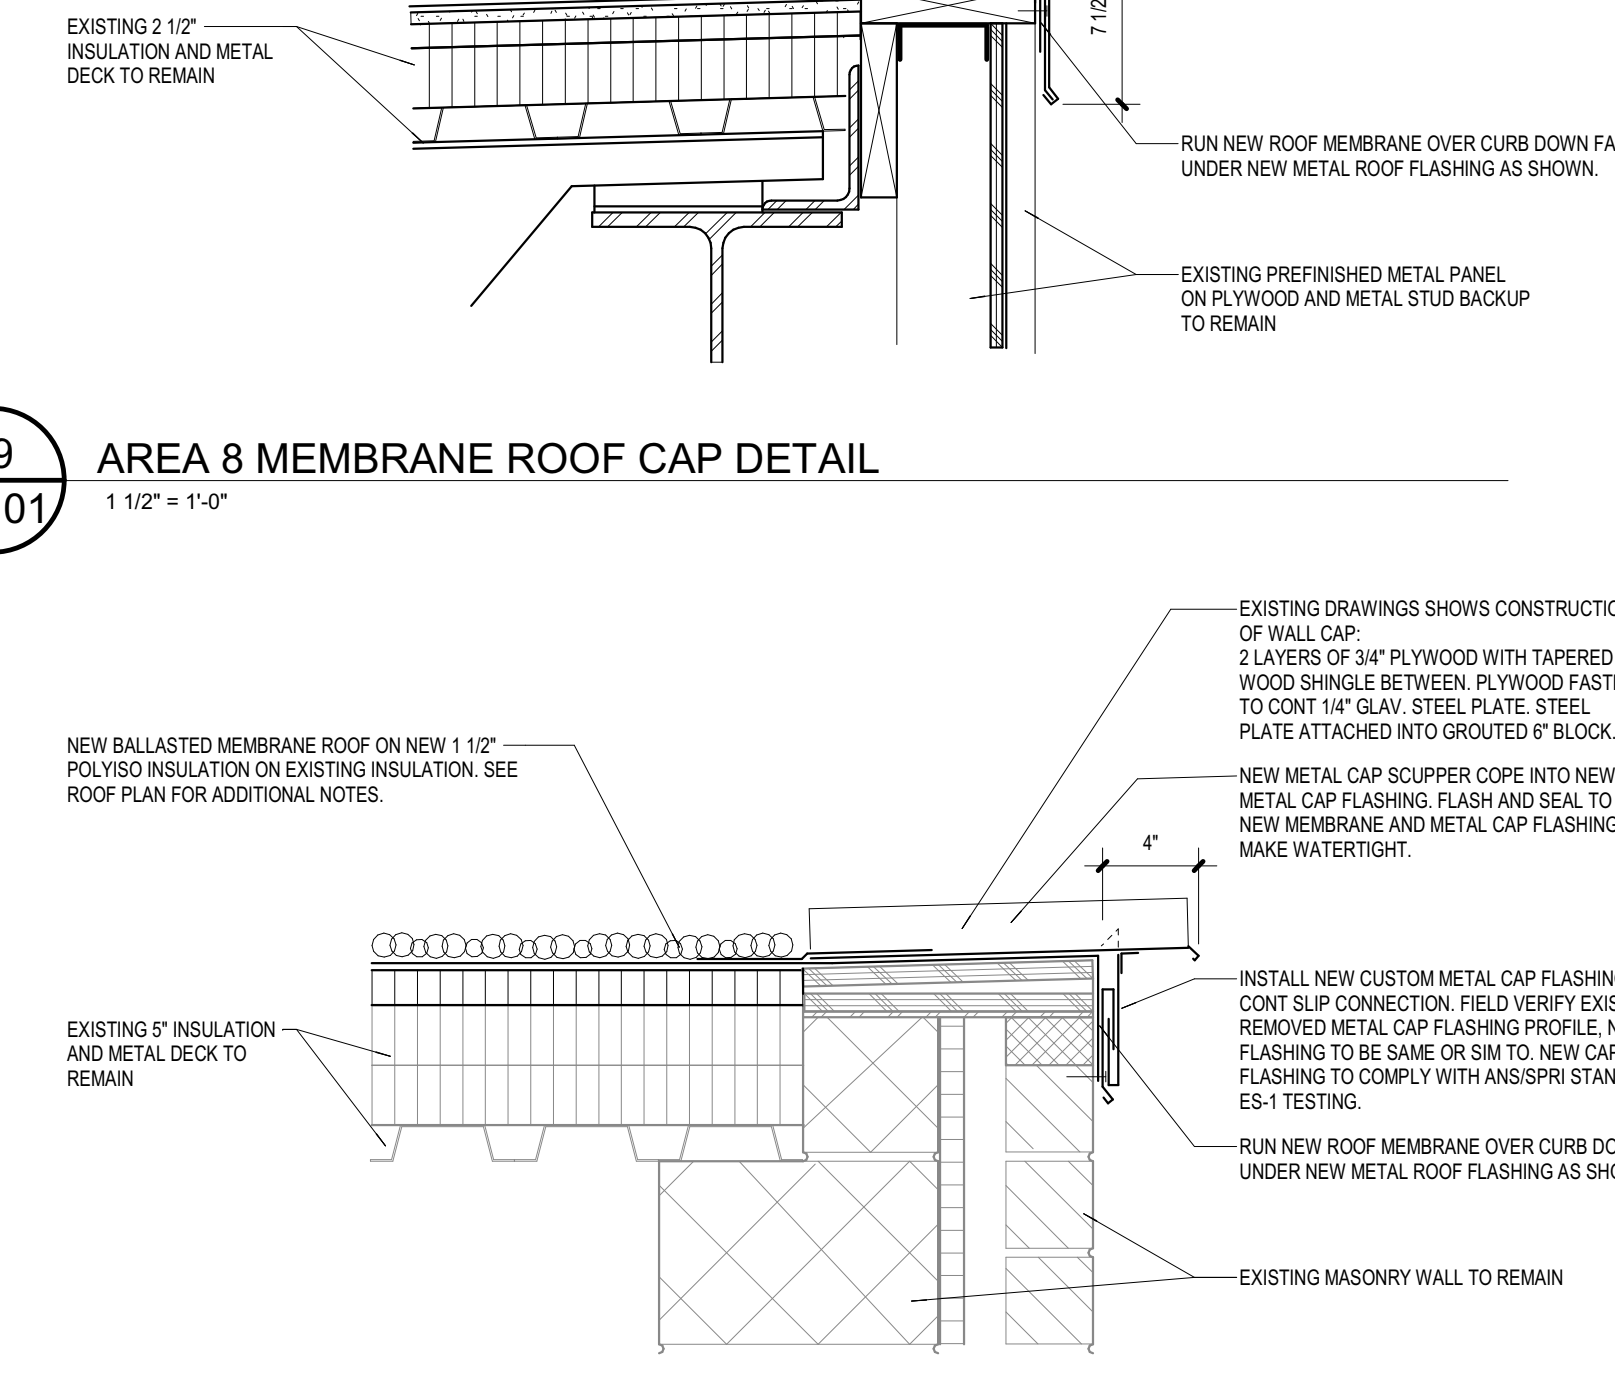 EXISTING 2 1/2"
INSULATION AND METAL
DECK TO REMAIN
7 1/2
RUN NEW ROOF MEMBRANE OVER CURB DOWN FA
UNDER NEW METAL ROOF FLASHING AS SHOWN.
EXISTING PREFINISHED METAL PANEL
ON PLYWOOD AND METAL STUD BACKUP
TO REMAIN
9
01
AREA 8 MEMBRANE ROOF CAP DETAIL
1 1/2" = 1'-0"
EXISTING DRAWINGS SHOWS CONSTRUCTIO
OF WALL CAP:
2 LAYERS OF 3/4" PLYWOOD WITH TAPERED
WOOD SHINGLE BETWEEN. PLYWOOD FAST
TO CONT 1/4" GLAV. STEEL PLATE. STEEL
PLATE ATTACHED INTO GROUTED 6" BLOCK.
NEW BALLASTED MEMBRANE ROOF ON NEW 1 1/2"
POLYISO INSULATION ON EXISTING INSULATION. SEE
ROOF PLAN FOR ADDITIONAL NOTES.
NEW METAL CAP SCUPPER COPE INTO NEW
METAL CAP FLASHING. FLASH AND SEAL TO
NEW MEMBRANE AND METAL CAP FLASHING
MAKE WATERTIGHT.
4"
EXISTING 5" INSULATION
AND METAL DECK TO
REMAIN
INSTALL NEW CUSTOM METAL CAP FLASHING
CONT SLIP CONNECTION. FIELD VERIFY EXIS
REMOVED METAL CAP FLASHING PROFILE, N
FLASHING TO BE SAME OR SIM TO. NEW CAP
FLASHING TO COMPLY WITH ANS/SPRI STAN
ES-1 TESTING.
RUN NEW ROOF MEMBRANE OVER CURB DO
UNDER NEW METAL ROOF FLASHING AS SHO
EXISTING MASONRY WALL TO REMAIN